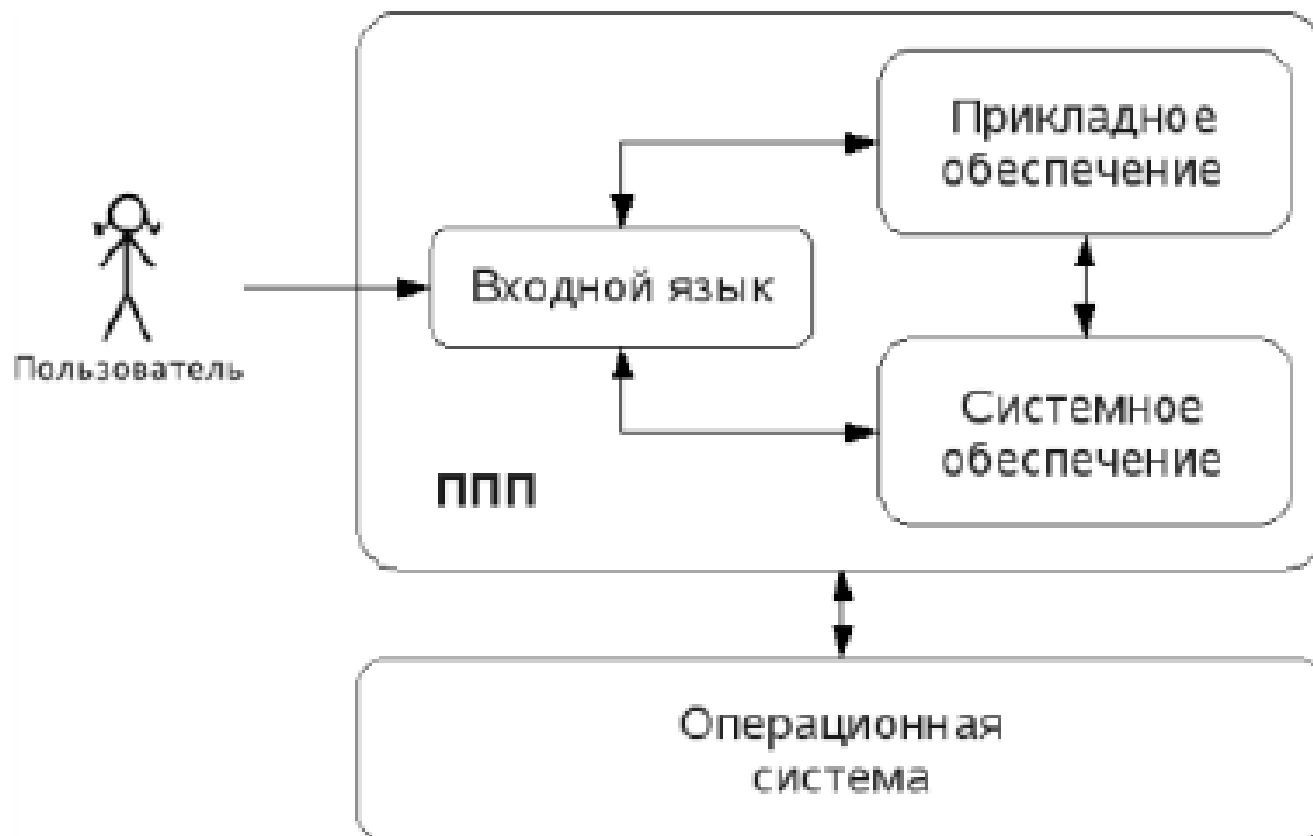 Прикладное
обеспечение
Входной язык
Пользователь
Системное
обеспечение
ППП
Операционная
система